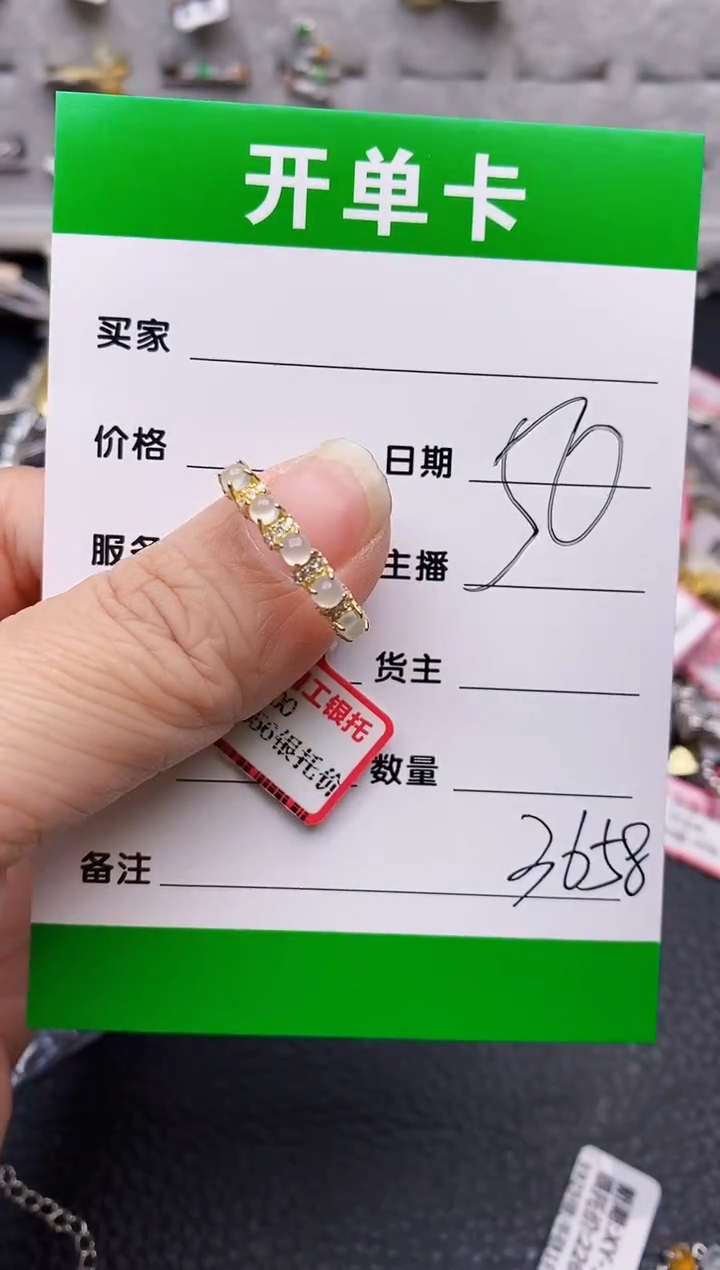 开单卡
买家
价格 日期 50
服务 主播
货主
工银托
00
56银托价
数量
备注 3658